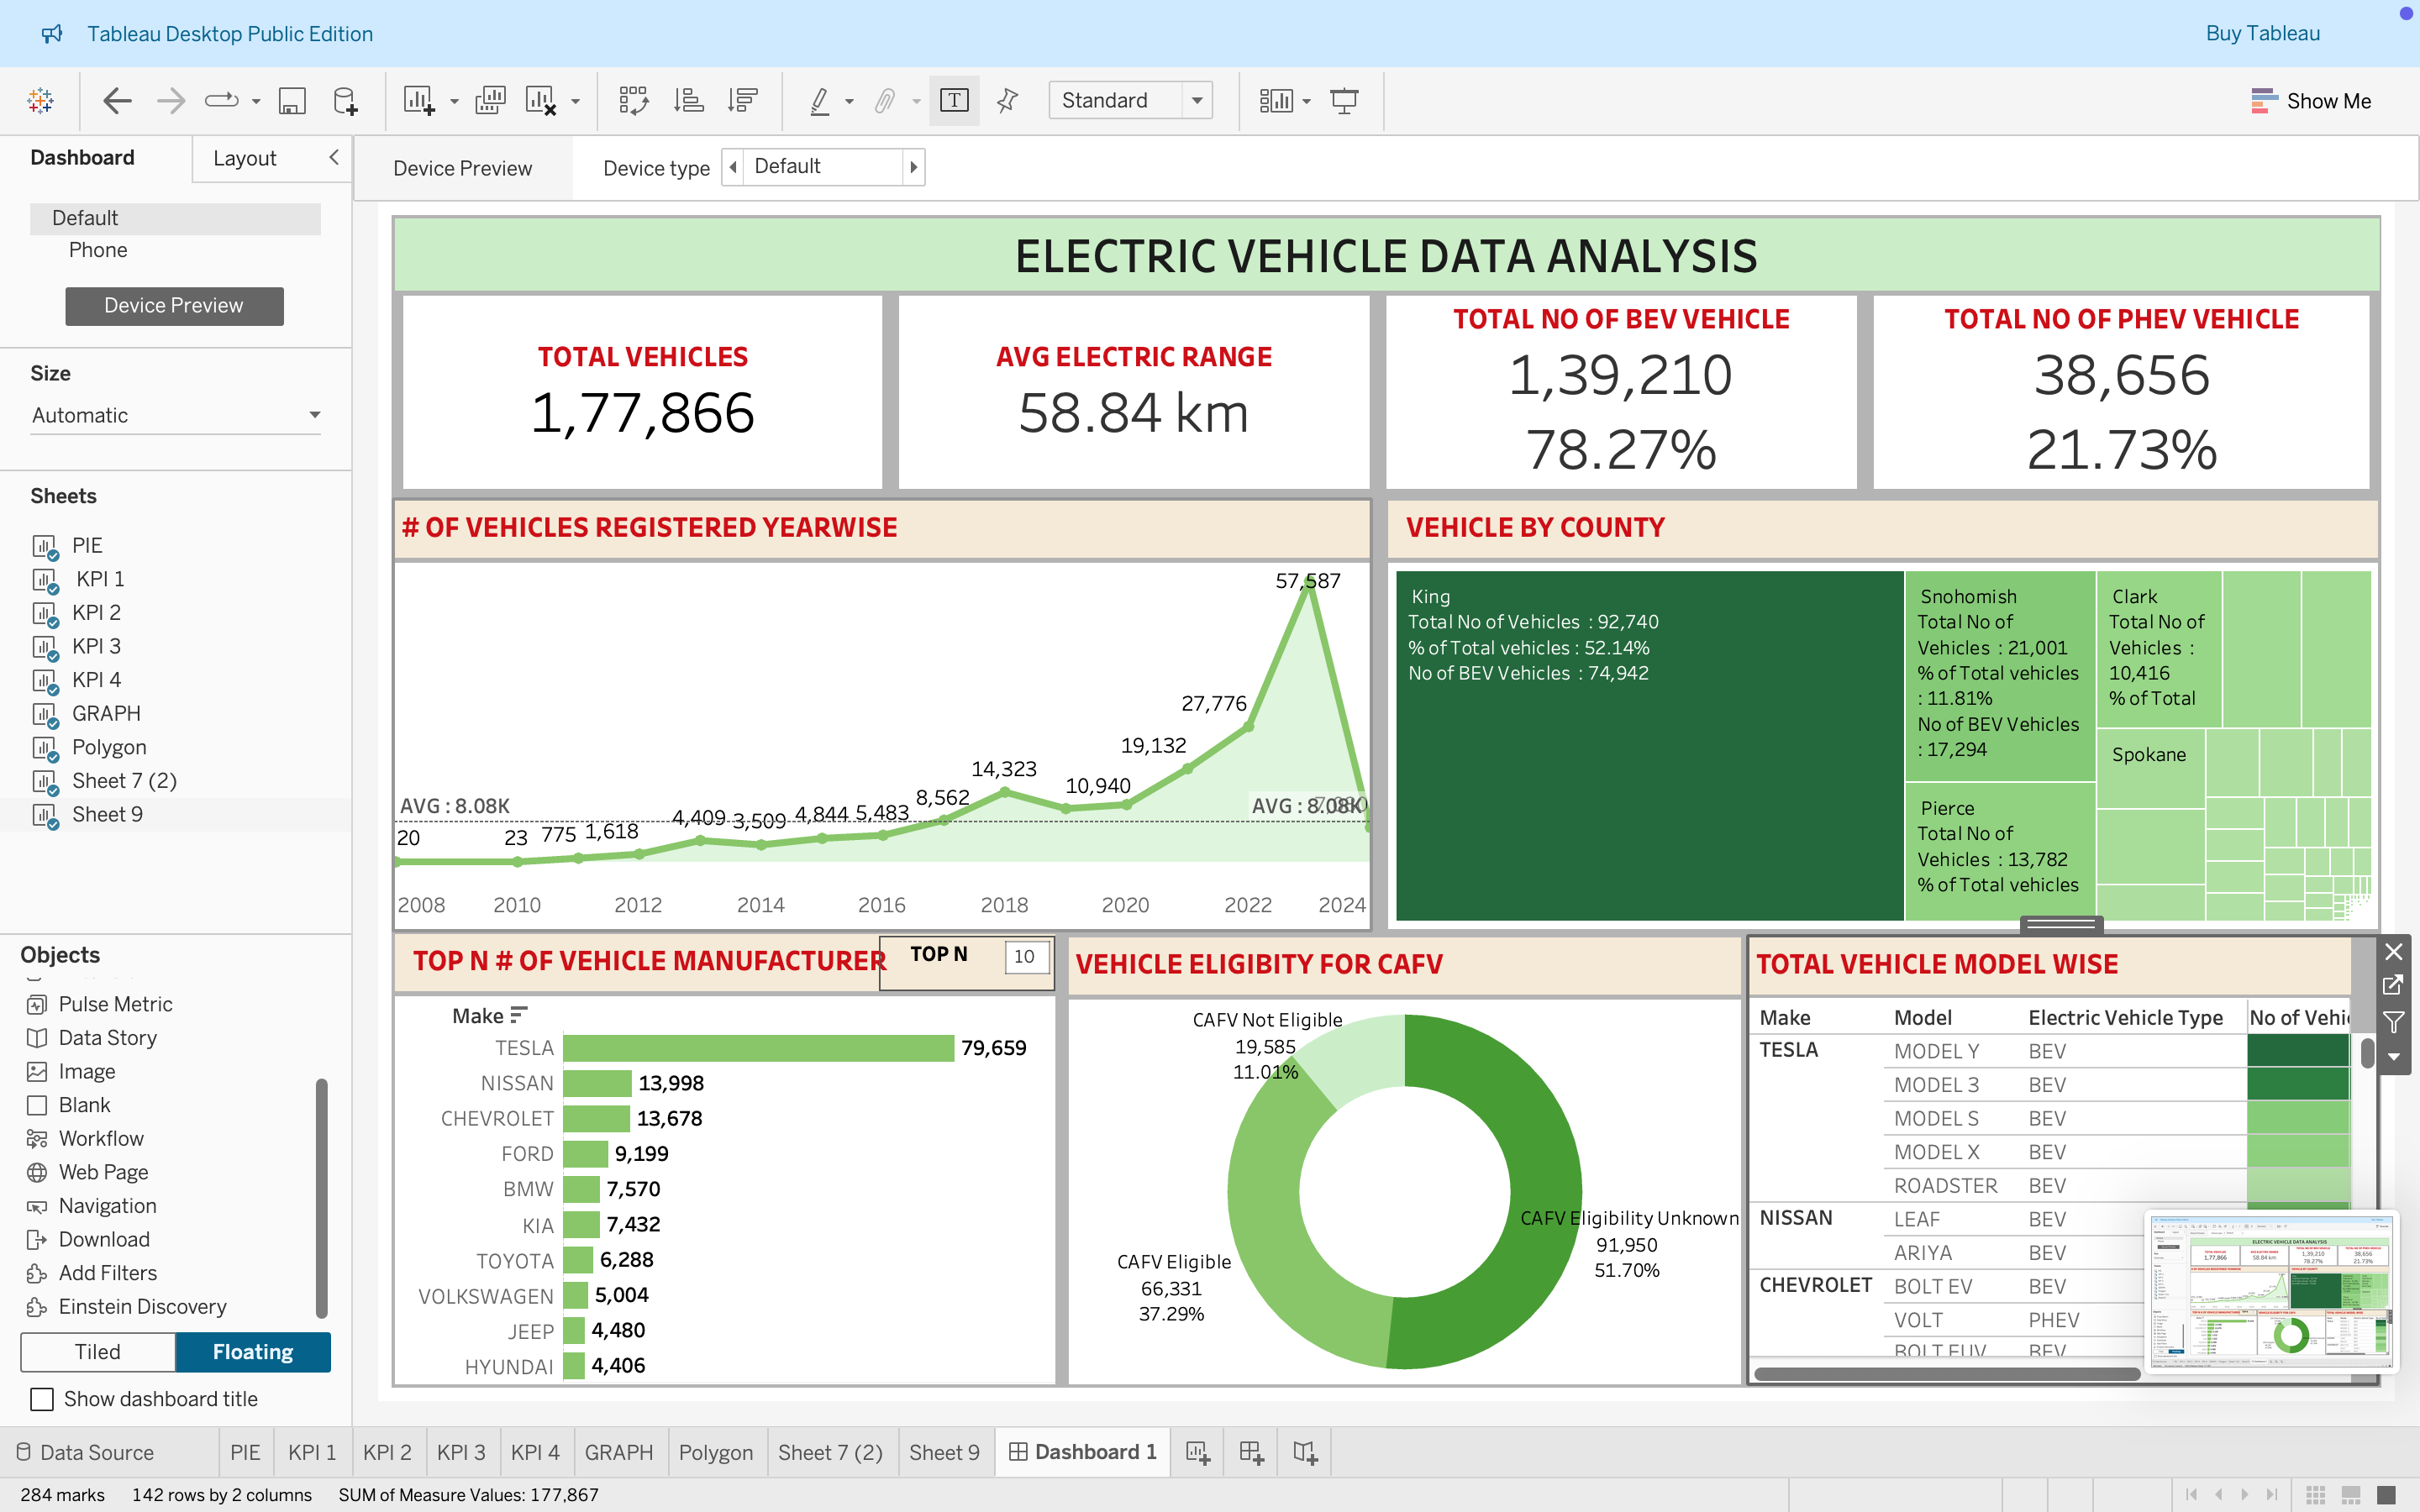 Tableau Desktop Public Edition
Buy Tableau
Standard
Show Me
Dashboard
Layout
Device Preview
Device type
Default
Default
Phone
Device Preview
Size
Automatic
Sheets
PIE
KPI 1
KPI 2
KPI 3
KPI 4
GRAPH
Polygon
Sheet 7 (2)
Sheet 9
Objects
Pulse Metric
Data Story
Image
Blank
Workflow
Web Page
Navigation
Download
Add Filters
Einstein Discovery
Tiled
Floating
Show dashboard title
ELECTRIC VEHICLE DATA ANALYSIS
TOTAL VEHICLES
1,77,866
AVG ELECTRIC RANGE
58.84 km
TOTAL NO OF BEV VEHICLE
1,39,210
78.27%
TOTAL NO OF PHEV VEHICLE
38,656
21.73%
# OF VEHICLES REGISTERED YEARWISE
57,587
27,776
19,132
14,323
10,940
8,562
AVG : 8.08K
AVG : 8.08K
4,409 3,509 4,844 5,483
20
23 775 1,618
2008 2010 2012 2014 2016 2018 2020 2022 2024
VEHICLE BY COUNTY
King
Total No of Vehicles : 92,740
% of Total vehicles : 52.14%
No of BEV Vehicles : 74,942
Snohomish
Total No of
Vehicles : 21,001
% of Total vehicles
: 11.81%
No of BEV Vehicles
: 17,294
Pierce
Total No of
Vehicles : 13,782
% of Total vehicles
Clark
Total No of
Vehicles :
10,416
% of Total
Spokane
TOP N # OF VEHICLE MANUFACTURER
TOP N
10
Make
TESLA 79,659
NISSAN 13,998
CHEVROLET 13,678
FORD 9,199
BMW 7,570
KIA 7,432
TOYOTA 6,288
VOLKSWAGEN 5,004
JEEP 4,480
HYUNDAI 4,406
VEHICLE ELIGIBITY FOR CAFV
CAFV Not Eligible
19,585
11.01%
CAFV Eligibility Unknown
91,950
51.70%
CAFV Eligible
66,331
37.29%
TOTAL VEHICLE MODEL WISE
Make Model Electric Vehicle Type No of Vehi
TESLA MODEL Y BEV
MODEL 3 BEV
MODEL S BEV
MODEL X BEV
ROADSTER BEV
NISSAN LEAF BEV
ARIYA BEV
CHEVROLET BOLT EV BEV
VOLT PHEV
BOLT EUV BEV
Data Source
PIE
KPI 1
KPI 2
KPI 3
KPI 4
GRAPH
Polygon
Sheet 7 (2)
Sheet 9
Dashboard 1
284 marks 142 rows by 2 columns SUM of Measure Values: 177,867